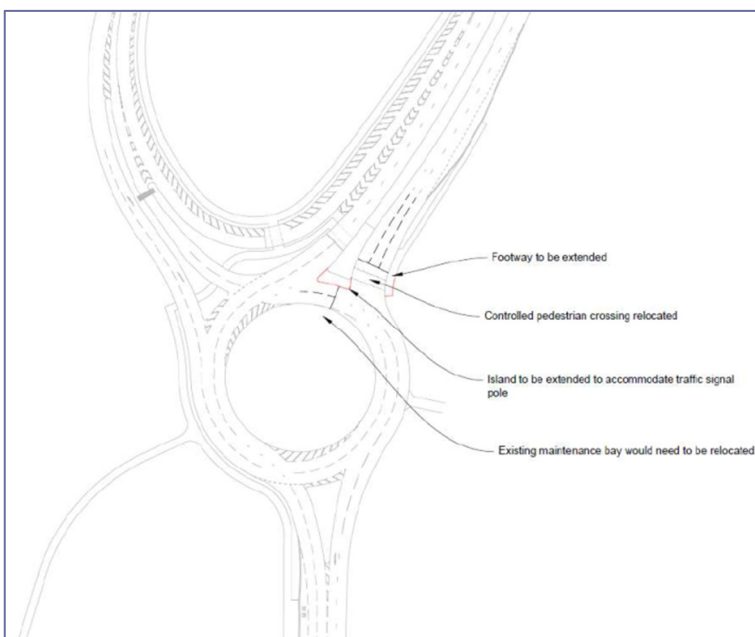 Footway to be extended
Controlled pedestrian crossing relocated
Island to be extended to accommodate traffic signal
pole
Existing maintenance bay would need to be relocated